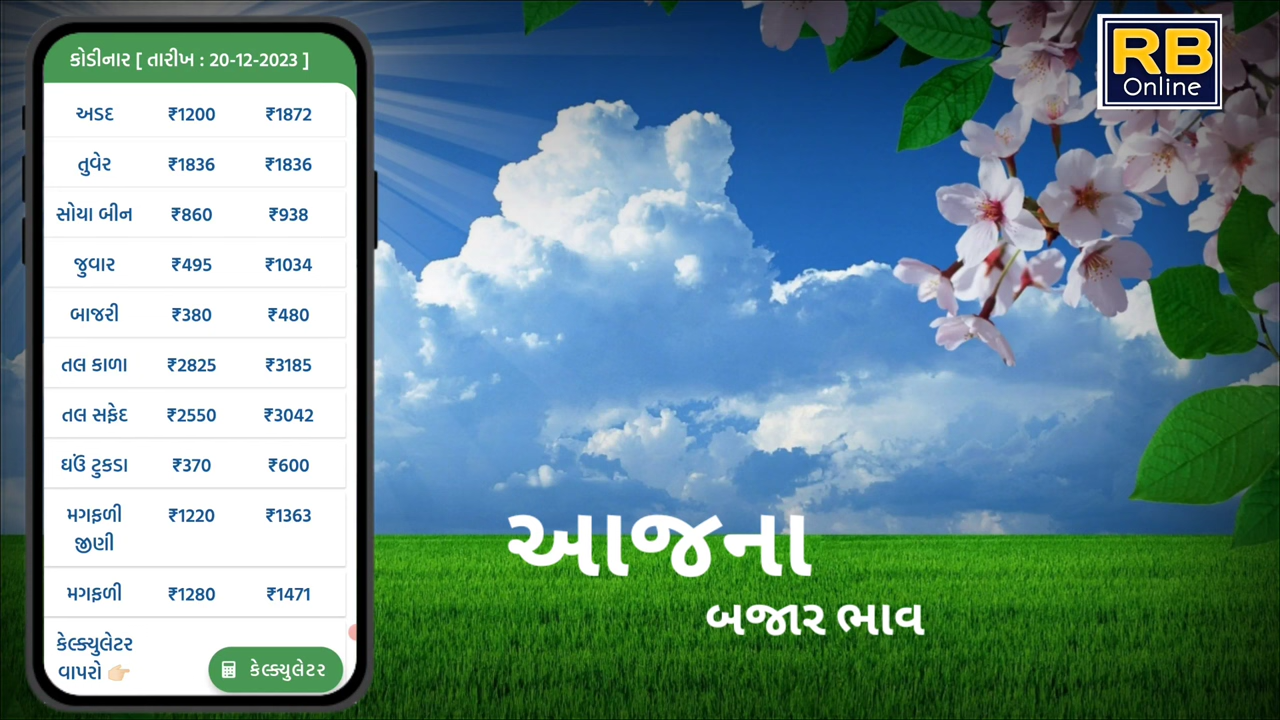 કોડીનાર [ તારીખ : 20-12-2023 ]
અડદ ₹1200 ₹1872
તુવેર ₹1836 ₹1836
સોયા બીન ₹860 ₹938
જુવાર ₹495 ₹1034
બાજરી ₹380 ₹480
તલ કાળા ₹2825 ₹3185
તલ સફેદ ₹2550 ₹3042
ઘઉં ટુકડા ₹370 ₹600
મગફળી ₹1220 ₹1363
જીણી
મગફળી ₹1280 ₹1471
કેલ્ક્યુલેટર
વાપરો 👉🏻
કેલ્ક્યુલેટર
RB
Online
આજના
બજાર ભાવ